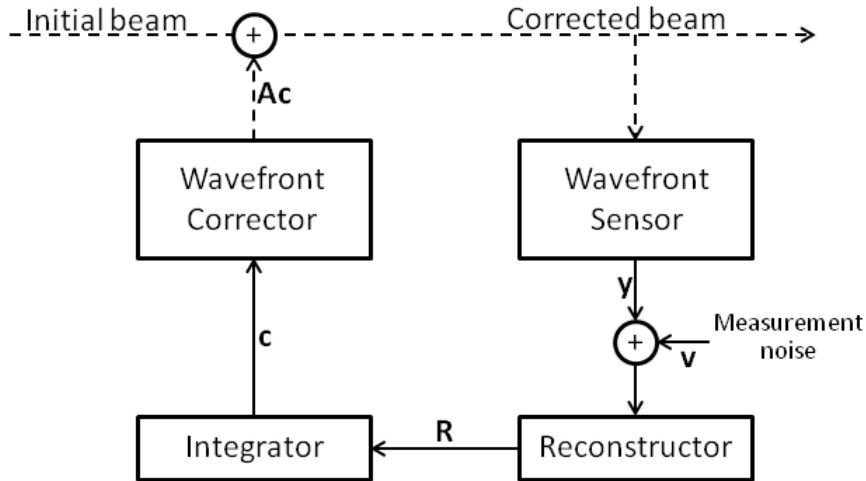 Initial beam
+
Corrected beam
Ac
Wavefront
Corrector
Wavefront
Sensor
y
+
Measurement
noise
v
c
Integrator
R
Reconstructor